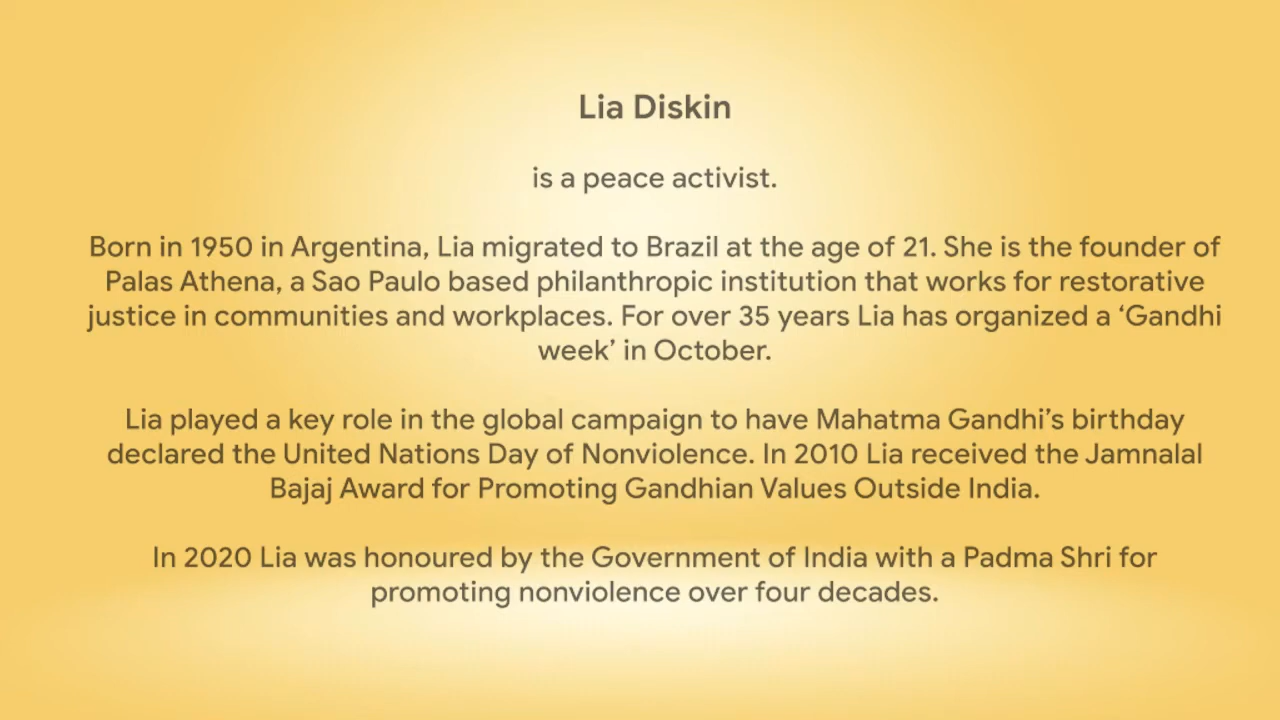 Lia Diskin
is a peace activist.
Born in 1950 in Argentina, Lia migrated to Brazil at the age of 21. She is the founder of
Palas Athena, a Sao Paulo based philanthropic institution that works for restorative
justice in communities and workplaces. For over 35 years Lia has organized a ‘Gandhi
week’ in October.
Lia played a key role in the global campaign to have Mahatma Gandhi’s birthday
declared the United Nations Day of Nonviolence. In 2010 Lia received the Jamnalal
Bajaj Award for Promoting Gandhian Values Outside India.
In 2020 Lia was honoured by the Government of India with a Padma Shri for
promoting nonviolence over four decades.